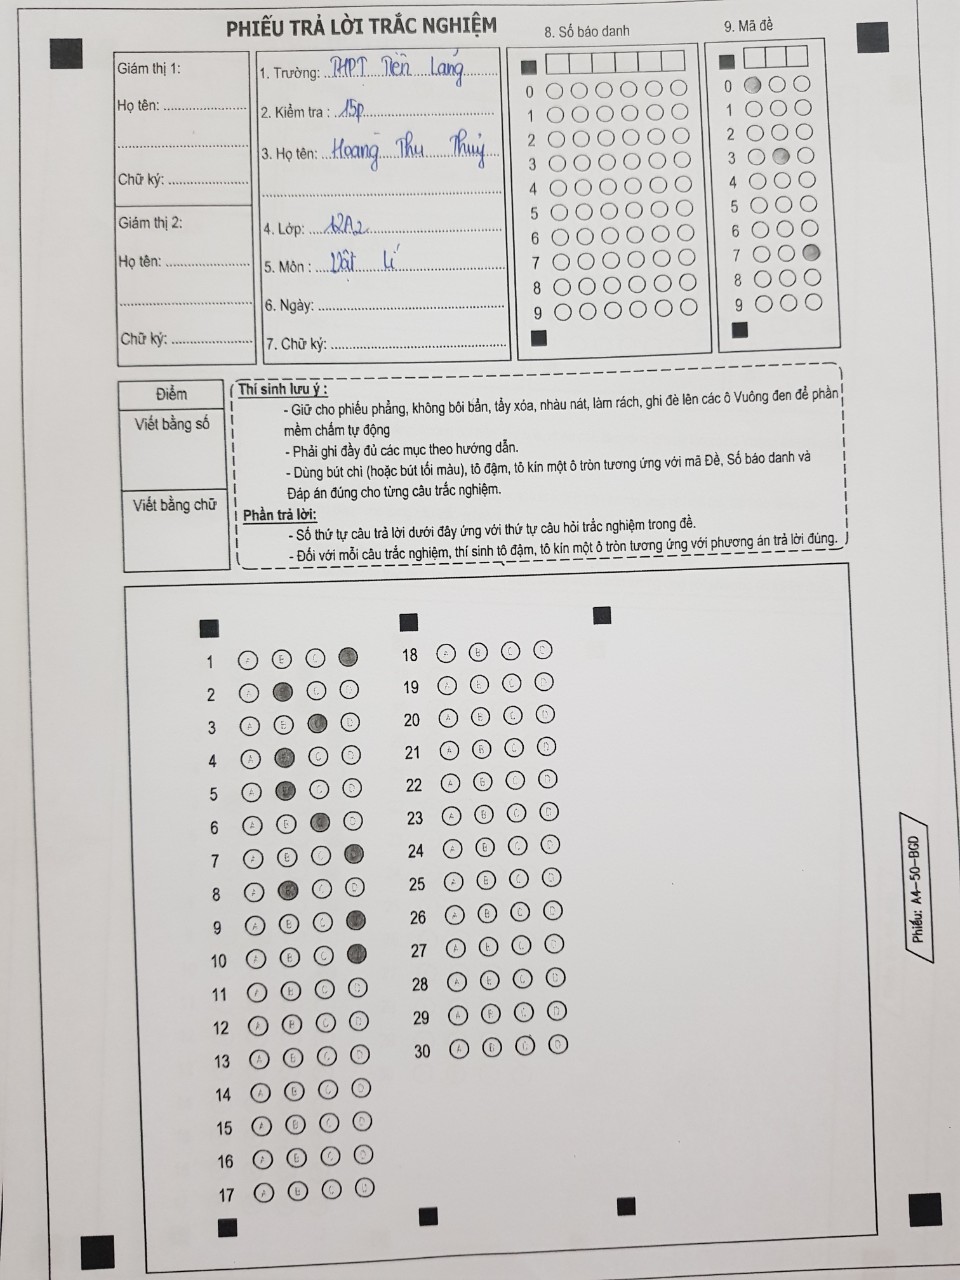 PHIẾU TRẢ LỜI TRẮC NGHIỆM
8. Số báo danh
9. Mã đề
Giám thị 1:
Họ tên: ........................
........................
Chữ ký: ........................
Giám thị 2:
Họ tên: ........................
........................
Chữ ký: ........................
1. Trường: THPT Tiên Lãng
2. Kiểm tra : 15p
3. Họ tên: Hoàng Thu Thuỷ
4. Lớp: 12A2
5. Môn : Vật lí
6. Ngày: ........................
7. Chữ ký: ........................
0
1
2
3
4
5
6
7
8
9
0
1
2
3
4
5
6
7
8
9
Điểm
Viết bằng số
Viết bằng chữ
Thí sinh lưu ý :
- Giữ cho phiếu phẳng, không bôi bẩn, tẩy xóa, nhàu nát, làm rách, ghi đè lên các ô Vuông đen để phần
mềm chấm tự động
- Phải ghi đầy đủ các mục theo hướng dẫn.
- Dùng bút chì (hoặc bút tối màu), tô đậm, tô kín một ô tròn tương ứng với mã Đề, Số báo danh và
Đáp án đúng cho từng câu trắc nghiệm.
Phần trả lời:
- Số thứ tự câu trả lời dưới đây ứng với thứ tự câu hỏi trắc nghiệm trong đề.
- Đối với mỗi câu trắc nghiệm, thí sinh tô đậm, tô kín một ô tròn tương ứng với phương án trả lời đúng.
1 A B C
2 A C D
3 A B D
4 A C D
5 A C D
6 A B D
7 A B C
8 A C D
9 A B C
10 A B C
11 A B C D
12 A B C D
13 A B C D
14 A B C D
15 A B C D
16 A B C D
17 A B C D
18 A B C D
19 A B C D
20 A B C D
21 A B C D
22 A B C D
23 A B C D
24 A B C D
25 A B C D
26 A B C D
27 A B C D
28 A B C D
29 A B C D
30 A B C D
Phiếu: A4-50-BGD